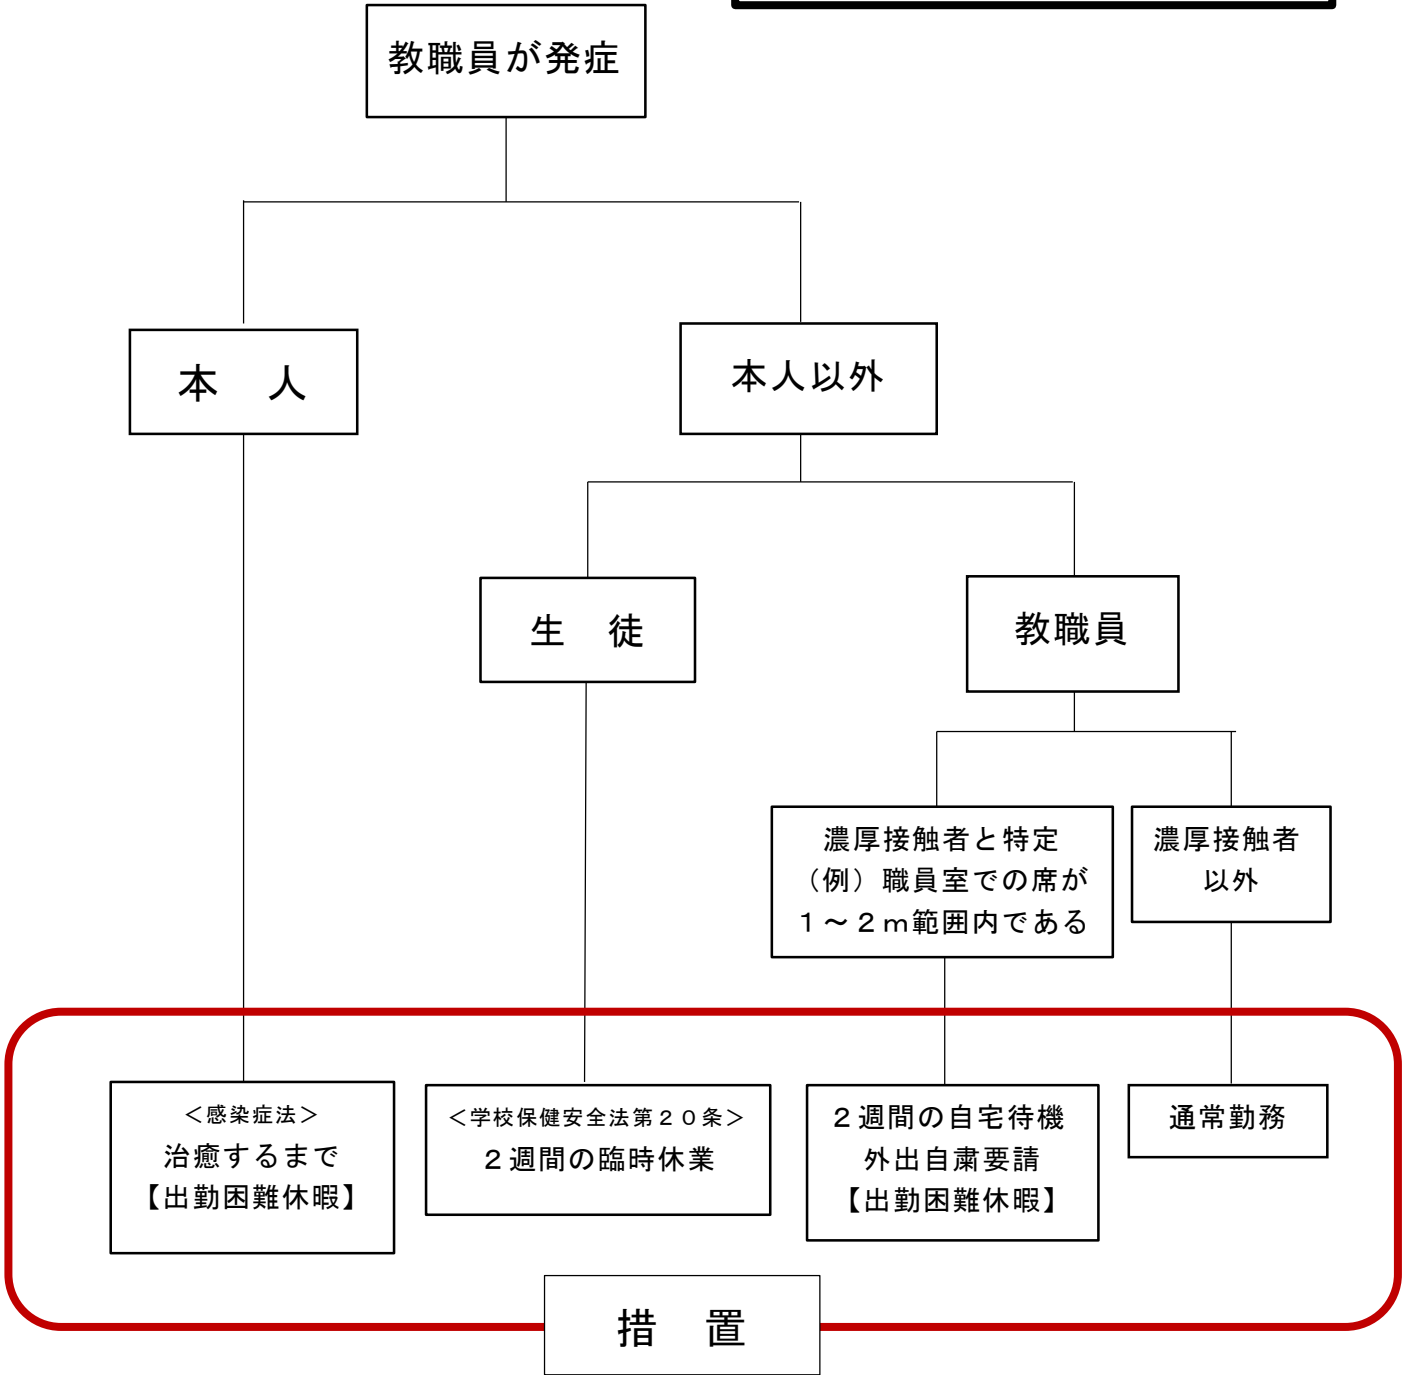 教職員が発症
本　人
本人以外
生　徒
教職員
濃厚接触者と特定
（例）職員室での席が
１～２ｍ範囲内である
濃厚接触者
以外
＜感染症法＞
治癒するまで
【出勤困難休暇】
＜学校保健安全法第２０条＞
２週間の臨時休業
２週間の自宅待機
外出自粛要請
【出勤困難休暇】
通常勤務
措　置